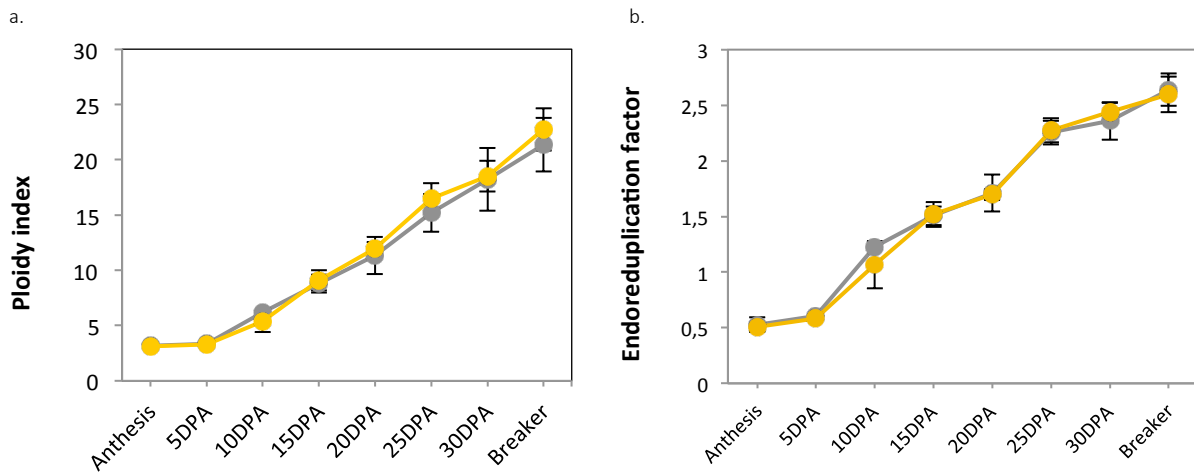 a.
Ploidy index
30
25
20
15
10
5
0
Anthesis
5DPA
10DPA
15DPA
20DPA
25DPA
30DPA
Breaker
b.
Endoreduplication factor
3
2,5
2
1,5
1
0,5
0
Anthesis
5DPA
10DPA
15DPA
20DPA
25DPA
30DPA
Breaker